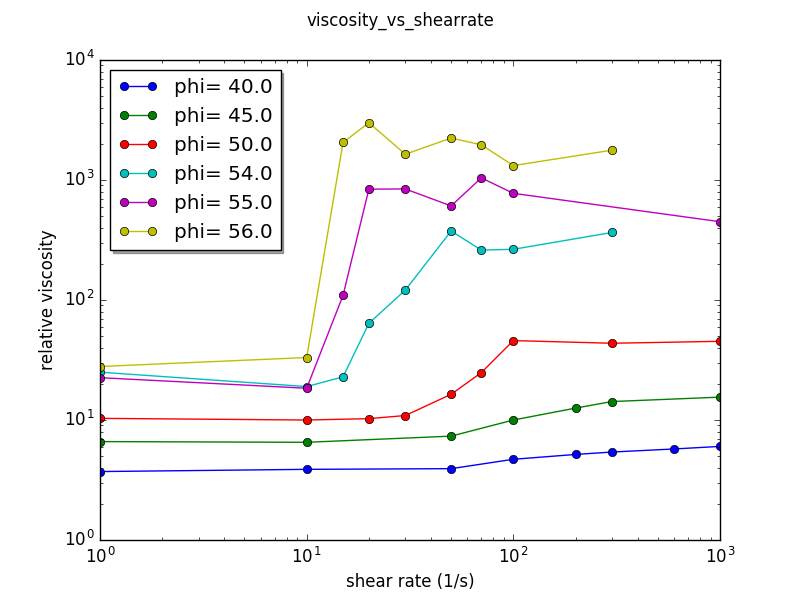 viscosity_vs_shearrate
10^4
10^3
10^2
10^1
10^0
relative viscosity
phi= 40.0
phi= 45.0
phi= 50.0
phi= 54.0
phi= 55.0
phi= 56.0
10^0 10^1 10^2 10^3
shear rate (1/s)